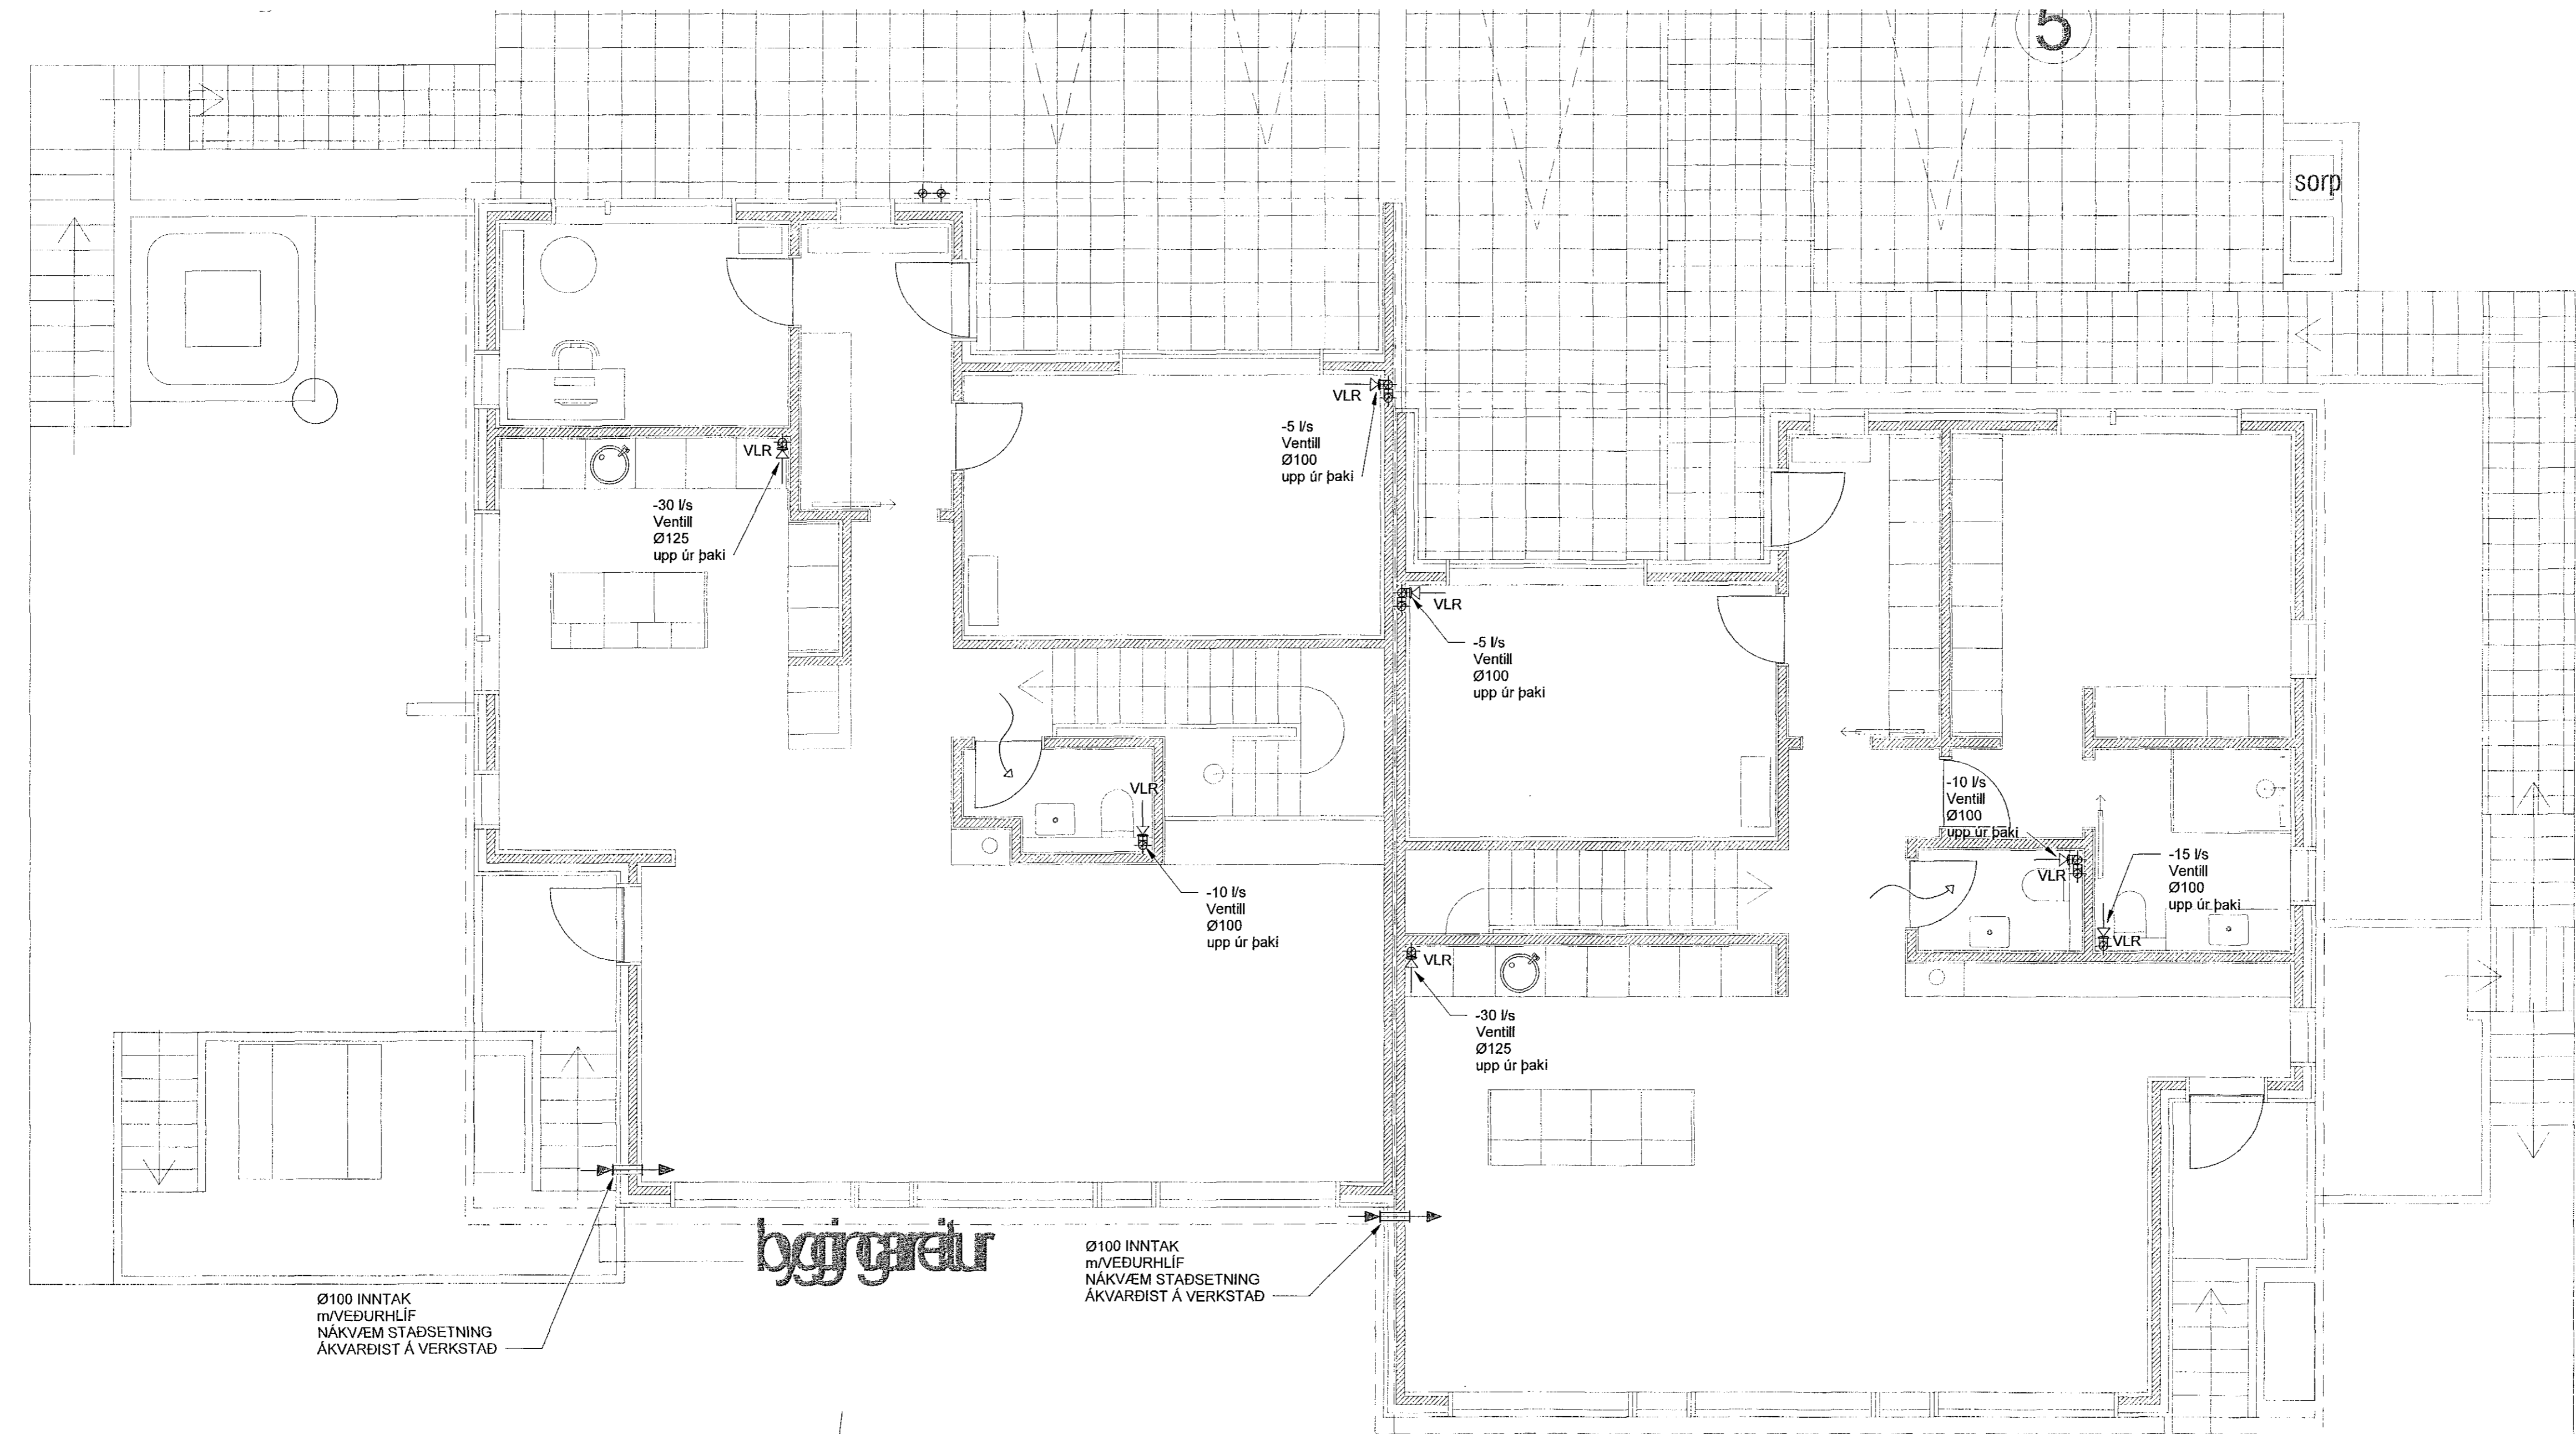 5
sorp
VLR
-5 l/s
Ventill
Ø100
upp úr þaki
VLR
-30 l/s
Ventill
Ø125
upp úr þaki
VLR
-5 l/s
Ventill
Ø100
upp úr þaki
VLR
-10 l/s
Ventill
Ø100
upp úr þaki
-10 l/s
Ventill
Ø100
upp úr þaki
VLR
-15 l/s
Ventill
Ø100
upp úr þaki
VLR
VLR
-30 l/s
Ventill
Ø125
upp úr þaki
byggingarreitur
Ø100 INNTAK
m/VEÐURHLÍF
NÁKVÆM STAÐSETNING
ÁKVARÐIST Á VERKSTAÐ
Ø100 INNTAK
m/VEÐURHLÍF
NÁKVÆM STAÐSETNING
ÁKVARÐIST Á VERKSTAÐ